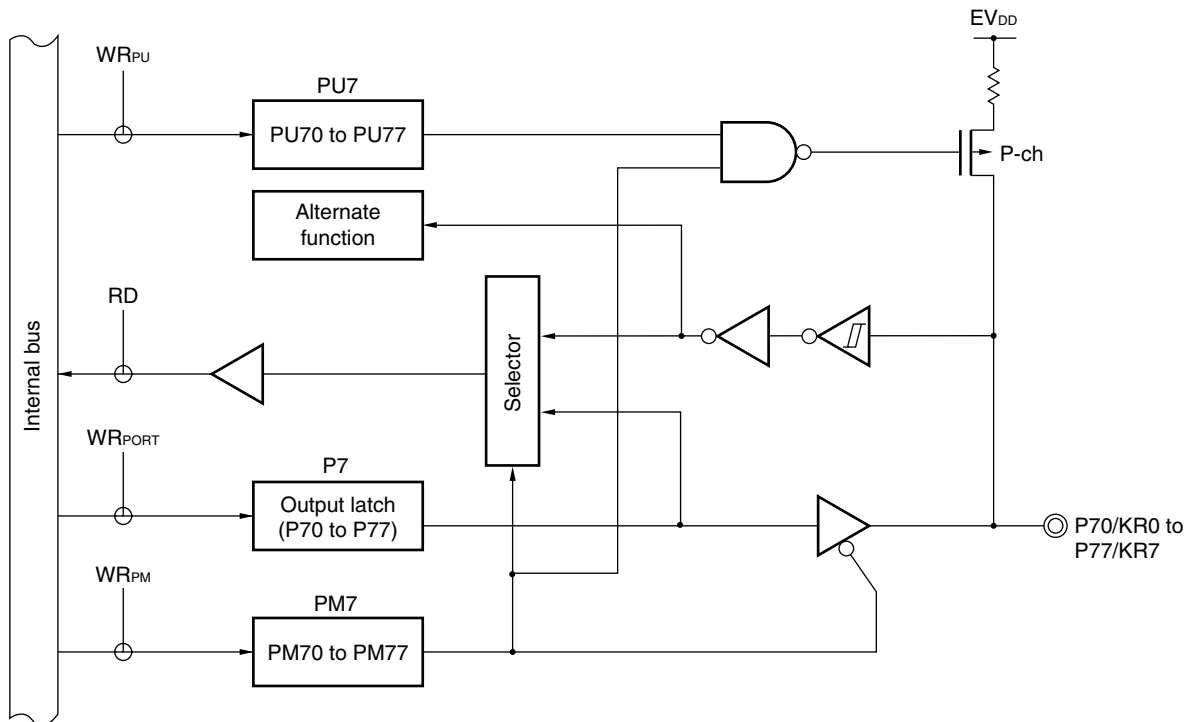 EVDD
WRPU
PU7
PU70 to PU77
P-ch
Alternate
function
RD
Internal bus
Selector
WRPORT
P7
Output latch
(P70 to P77)
P70/KR0 to
P77/KR7
WRPM
PM7
PM70 to PM77